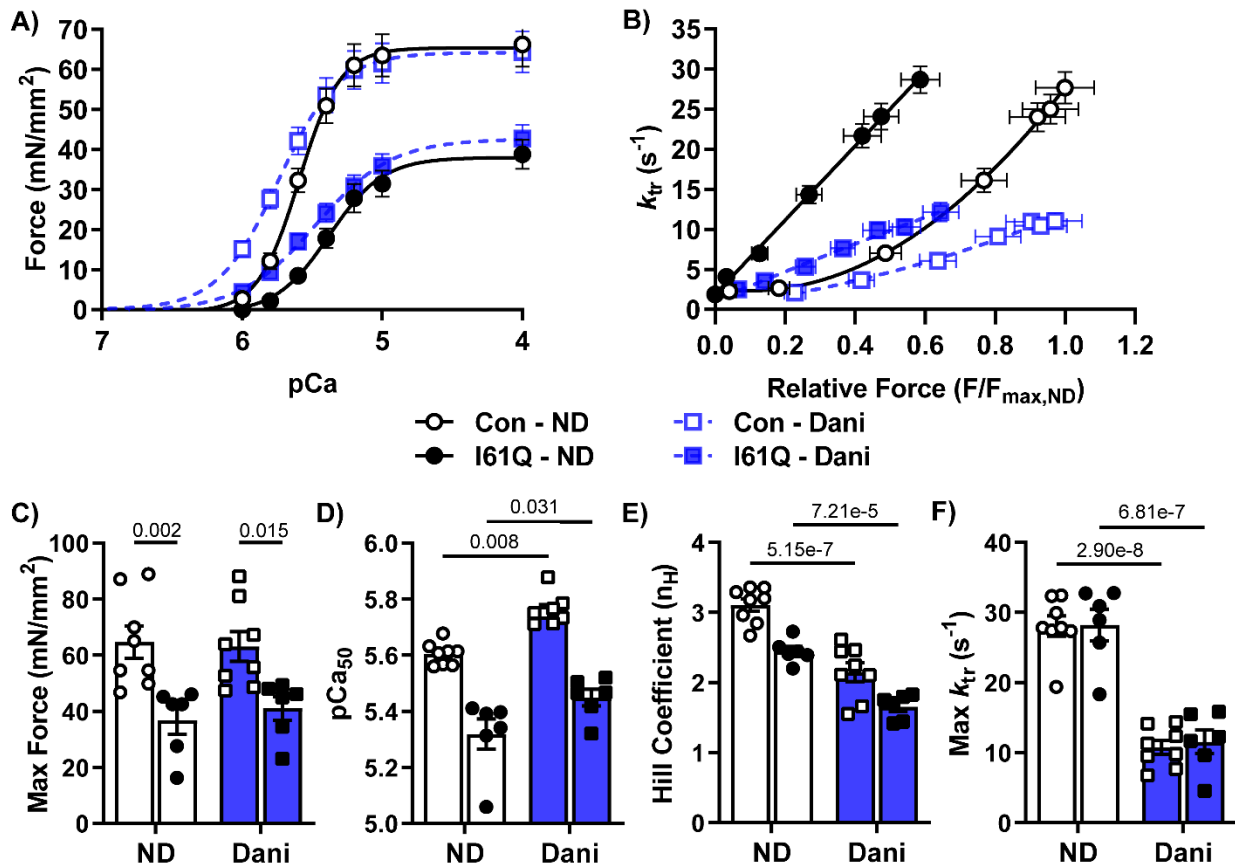 A)
Force (mN/mm²)
70
60
50
40
30
20
10
0
7 6 5 4
pCa
B)
k_tr (s⁻¹)
35
30
25
20
15
10
5
0
0.0 0.2 0.4 0.6 0.8 1.0 1.2
Relative Force (F/F_max,ND)
Con - ND
I61Q - ND
Con - Dani
I61Q - Dani
C)
Max Force (mN/mm²)
100
80
60
40
20
0
0.002
0.015
ND Dani
D)
pCa₅₀
6.0
5.8
5.6
5.4
5.2
5.0
0.031
0.008
ND Dani
E)
Hill Coefficient (n_H)
4
3
2
1
0
7.21e-5
5.15e-7
ND Dani
F)
Max k_tr (s⁻¹)
40
30
20
10
0
6.81e-7
2.90e-8
ND Dani